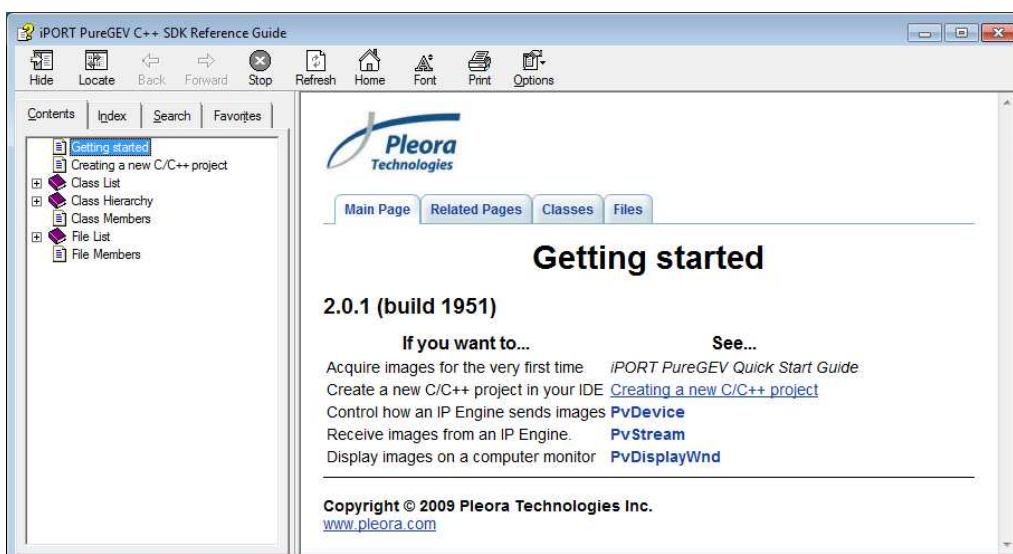 iPORT PureGEV C++ SDK Reference Guide
Hide Locate Back Forward Stop Refresh Home Font Print Options
Contents Index Search Favorites
Getting started
Creating a new C/C++ project
Class List
Class Hierarchy
Class Members
File List
File Members
Pleora
Technologies
Main Page Related Pages Classes Files
Getting started
2.0.1 (build 1951)
If you want to... See...
Acquire images for the very first time iPORT PureGEV Quick Start Guide
Create a new C/C++ project in your IDE Creating a new C/C++ project
Control how an IP Engine sends images PvDevice
Receive images from an IP Engine. PvStream
Display images on a computer monitor PvDisplayWnd
Copyright © 2009 Pleora Technologies Inc.
www.pleora.com